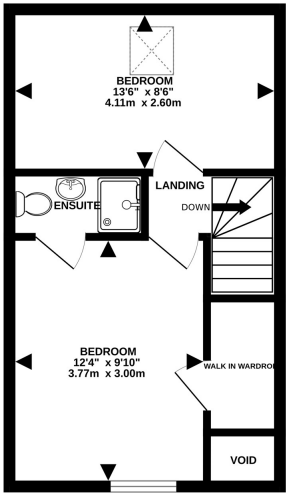 BEDROOM
13'6" x 8'6"
4.11m x 2.60m
LANDING
ENSUITE
DOWN
BEDROOM
12'4" x 9'10"
3.77m x 3.00m
WALK IN WARDROB
VOID